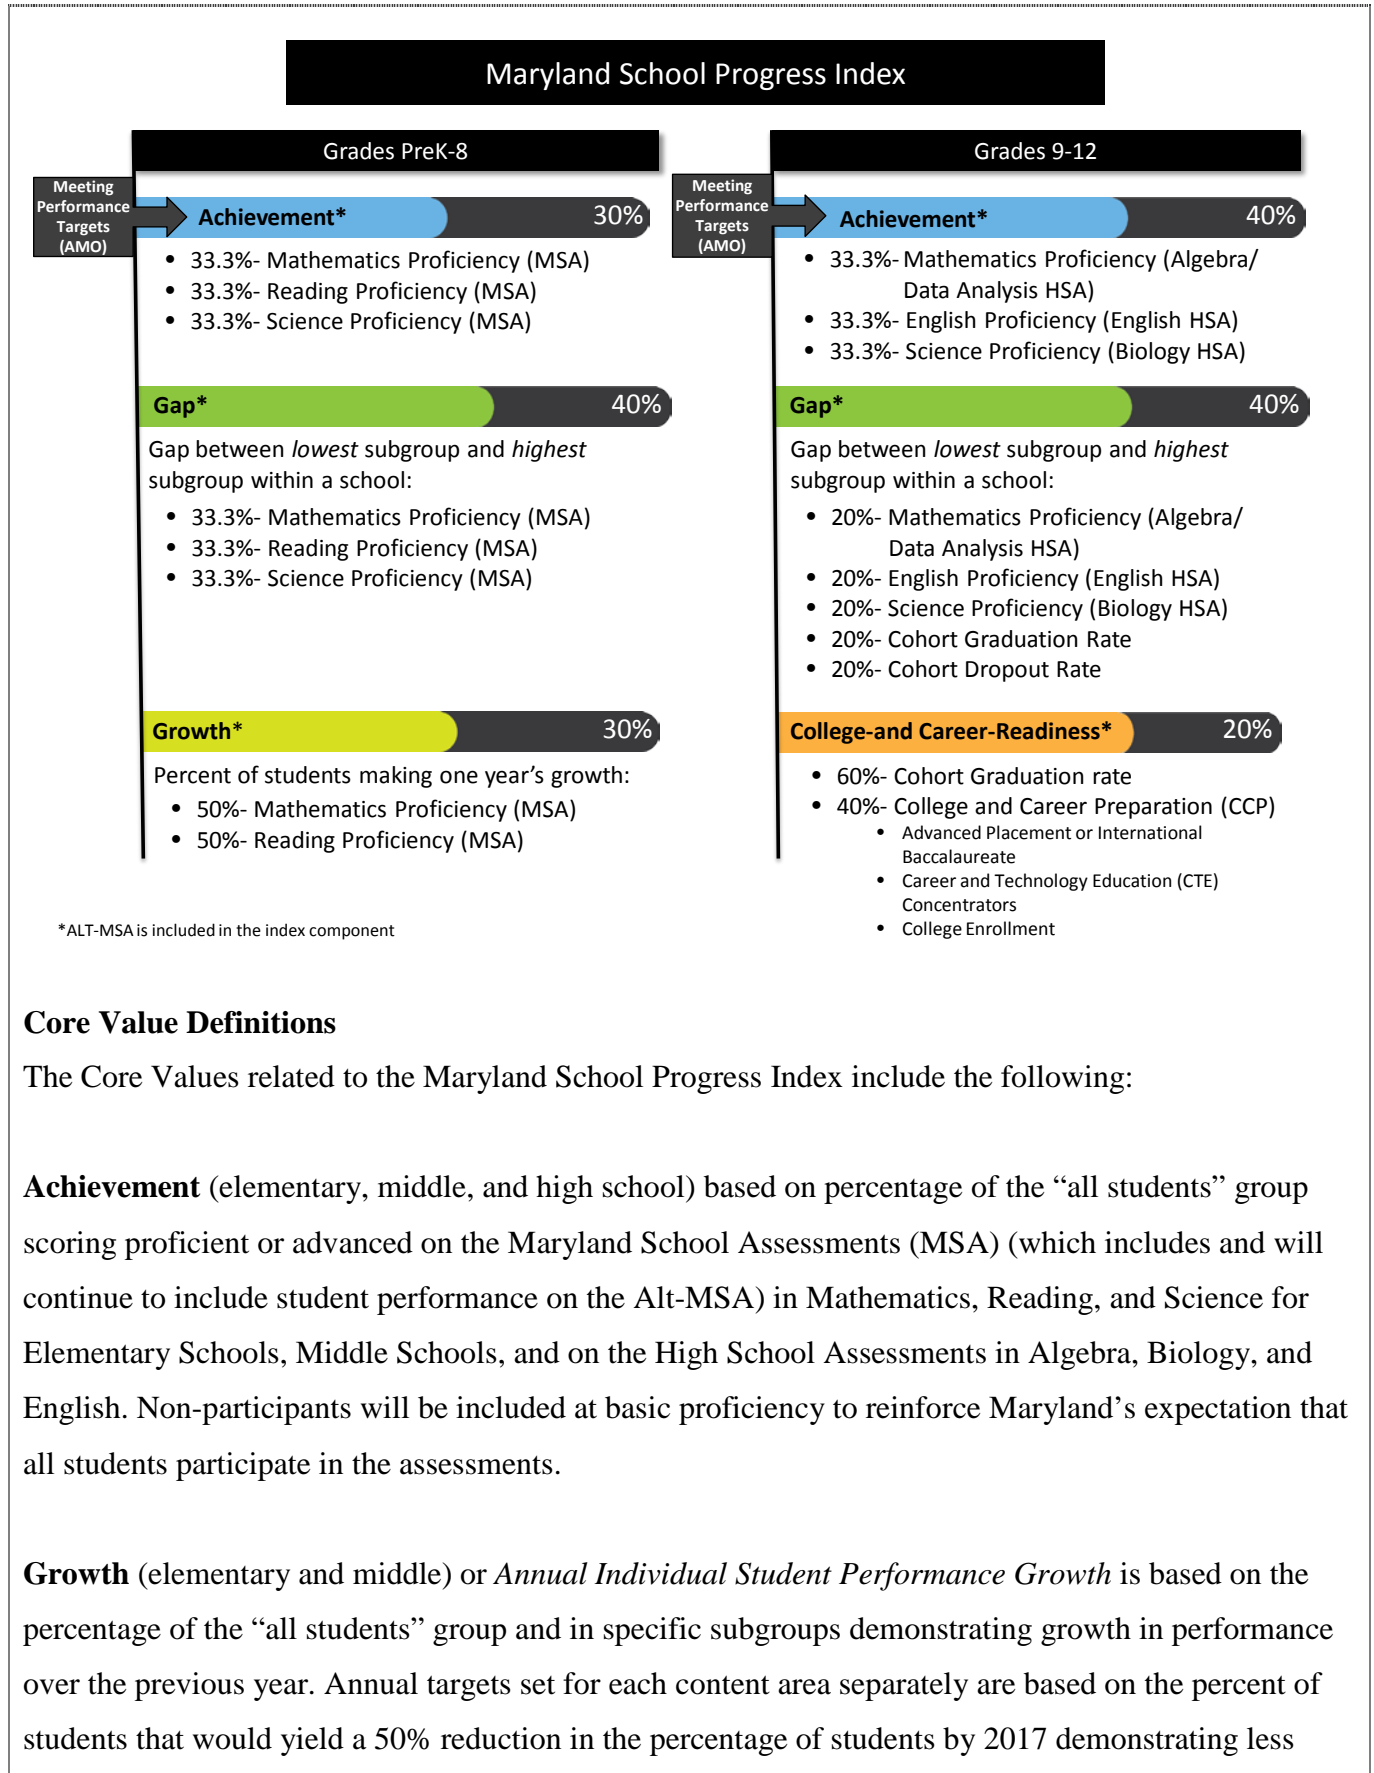 Maryland School Progress Index
Grades PreK-8
Meeting
Performance
Targets
(AMO)
Achievement*
30%
• 33.3%- Mathematics Proficiency (MSA)
• 33.3%- Reading Proficiency (MSA)
• 33.3%- Science Proficiency (MSA)
Gap*
40%
Gap between lowest subgroup and highest
subgroup within a school:
• 33.3%- Mathematics Proficiency (MSA)
• 33.3%- Reading Proficiency (MSA)
• 33.3%- Science Proficiency (MSA)
Growth*
30%
Percent of students making one year’s growth:
• 50%- Mathematics Proficiency (MSA)
• 50%- Reading Proficiency (MSA)
*ALT-MSA is included in the index component
Grades 9-12
Meeting
Performance
Targets
(AMO)
Achievement*
40%
• 33.3%- Mathematics Proficiency (Algebra/
Data Analysis HSA)
• 33.3%- English Proficiency (English HSA)
• 33.3%- Science Proficiency (Biology HSA)
Gap*
40%
Gap between lowest subgroup and highest
subgroup within a school:
• 20%- Mathematics Proficiency (Algebra/
Data Analysis HSA)
• 20%- English Proficiency (English HSA)
• 20%- Science Proficiency (Biology HSA)
• 20%- Cohort Graduation Rate
• 20%- Cohort Dropout Rate
College-and Career-Readiness*
20%
• 60%- Cohort Graduation rate
• 40%- College and Career Preparation (CCP)
• Advanced Placement or International
Baccalaureate
• Career and Technology Education (CTE)
Concentrators
• College Enrollment
Core Value Definitions
The Core Values related to the Maryland School Progress Index include the following:
Achievement (elementary, middle, and high school) based on percentage of the “all students” group
scoring proficient or advanced on the Maryland School Assessments (MSA) (which includes and will
continue to include student performance on the Alt-MSA) in Mathematics, Reading, and Science for
Elementary Schools, Middle Schools, and on the High School Assessments in Algebra, Biology, and
English. Non-participants will be included at basic proficiency to reinforce Maryland’s expectation that
all students participate in the assessments.
Growth (elementary and middle) or Annual Individual Student Performance Growth is based on the
percentage of the “all students” group and in specific subgroups demonstrating growth in performance
over the previous year. Annual targets set for each content area separately are based on the percent of
students that would yield a 50% reduction in the percentage of students by 2017 demonstrating less